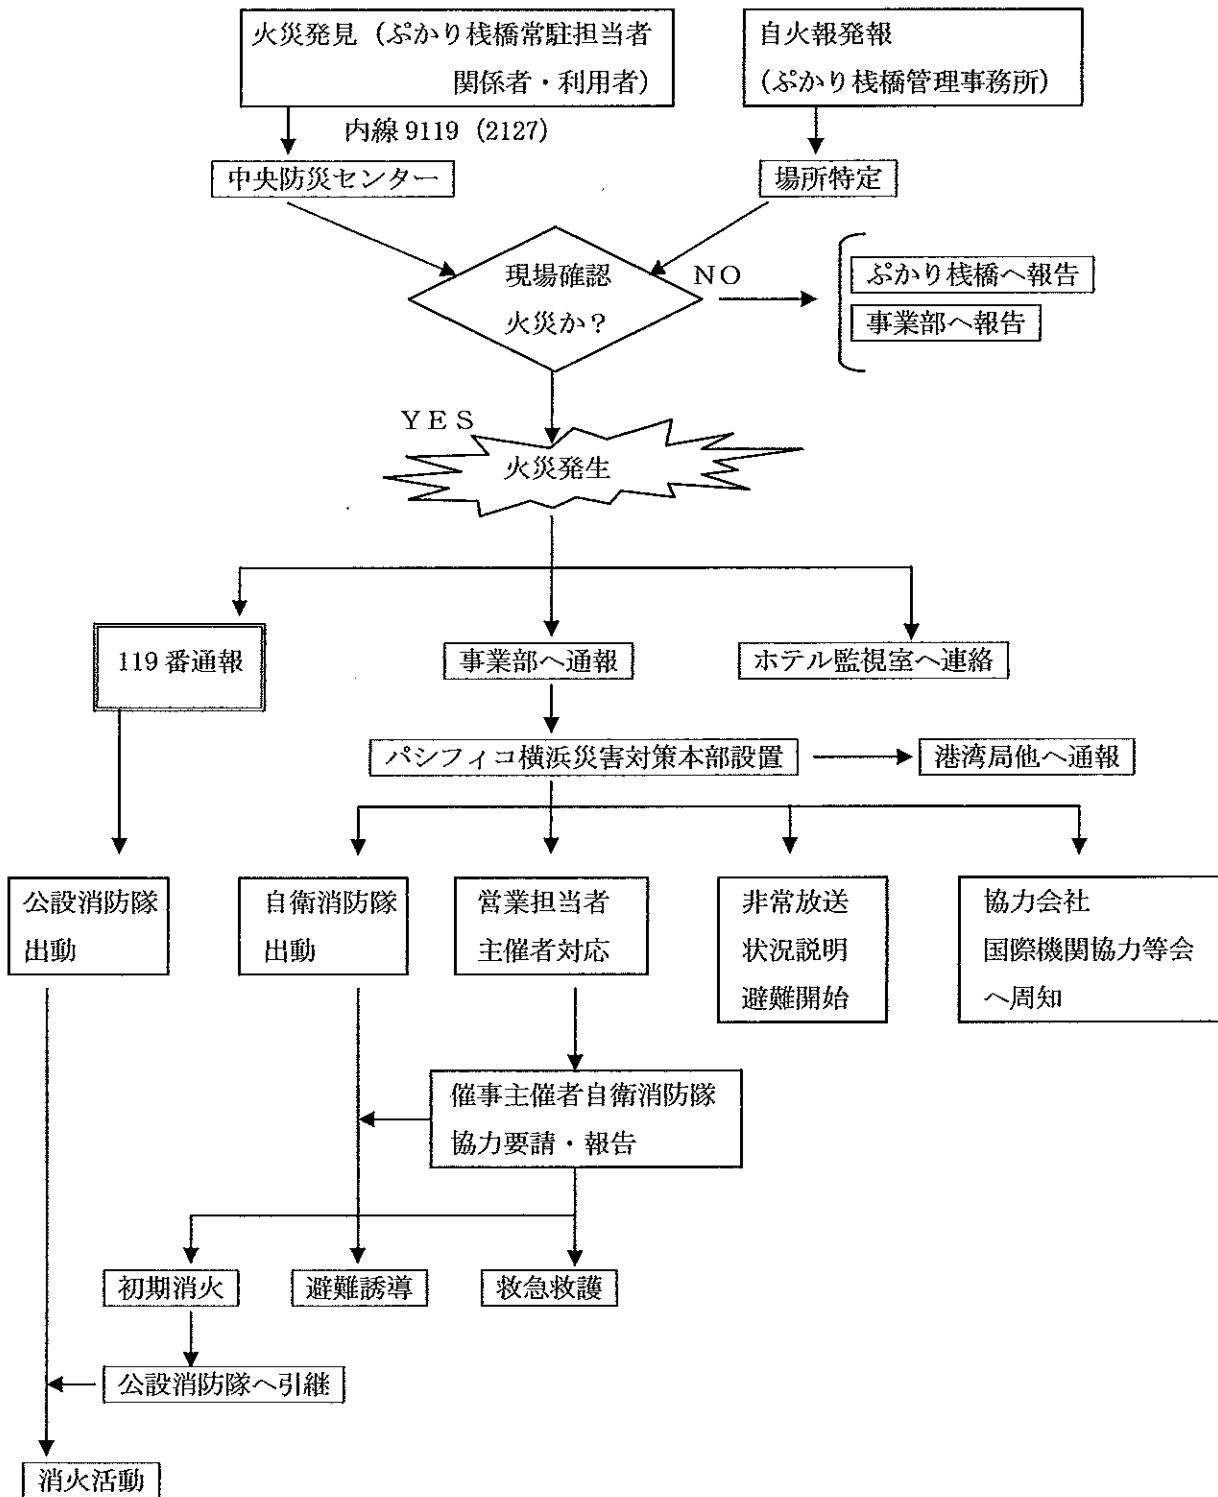 火災発見（ぷかり桟橋常駐担当者
関係者・利用者）
自火報発報
（ぷかり桟橋管理事務所）
内線 9119（2127）
中央防災センター
場所特定
現場確認
火災か？
NO
ぷかり桟橋へ報告
事業部へ報告
YES
火災発生
119番通報
事業部へ通報
ホテル監視室へ連絡
パシフィコ横浜災害対策本部設置
港湾局他へ通報
公設消防隊
出動
自衛消防隊
出動
営業担当者
主催者対応
非常放送
状況説明
避難開始
協力会社
国際機関協力等会
へ周知
催事主催者自衛消防隊
協力要請・報告
初期消火
避難誘導
救急救護
公設消防隊へ引継
消火活動